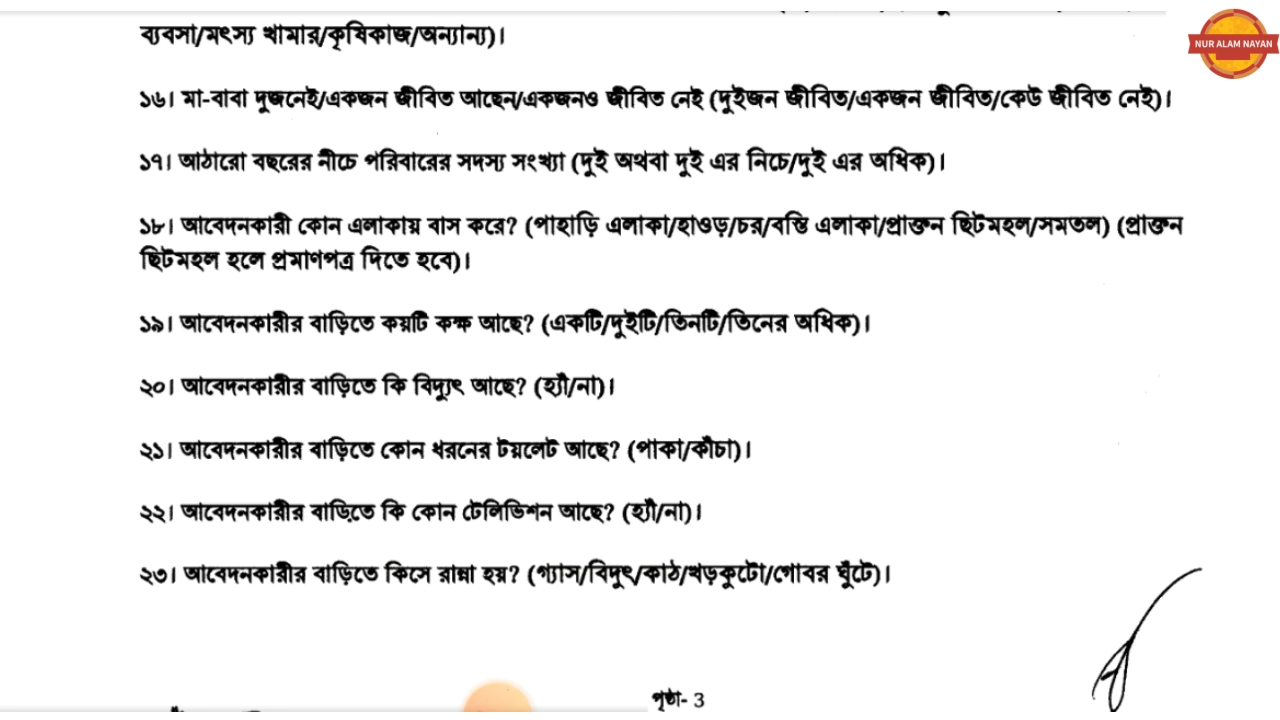 ব্যবসা/মৎস্য খামার/কৃষিকাজ/অন্যান্য)।
NUR ALAM NAYAN
১৬। মা-বাবা দুজনেই/একজন জীবিত আছেন/একজনও জীবিত নেই (দুইজন জীবিত/একজন জীবিত/কেউ জীবিত নেই)।
১৭। আঠারো বছরের নীচে পরিবারের সদস্য সংখ্যা (দুই অথবা দুই এর নিচে/দুই এর অধিক)।
১৮। আবেদনকারী কোন এলাকায় বাস করে? (পাহাড়ি এলাকা/হাওড়/চর/বস্তি এলাকা/প্রাক্তন ছিটমহল/সমতল) (প্রাক্তন
ছিটমহল হলে প্রমাণপত্র দিতে হবে)।
১৯। আবেদনকারীর বাড়িতে কয়টি কক্ষ আছে? (একটি/দুইটি/তিনটি/তিনের অধিক)।
২০। আবেদনকারীর বাড়িতে কি বিদ্যুৎ আছে? (হ্যাঁ/না)।
২১। আবেদনকারীর বাড়িতে কোন ধরনের টয়লেট আছে? (পাকা/কাঁচা)।
২২। আবেদনকারীর বাড়িতে কি কোন টেলিভিশন আছে? (হ্যাঁ/না)।
২৩। আবেদনকারীর বাড়িতে কিসে রান্না হয়? (গ্যাস/বিদুৎ/কাঠ/খড়কুটো/গোবর ঘুঁটে)।
পৃষ্ঠা- 3